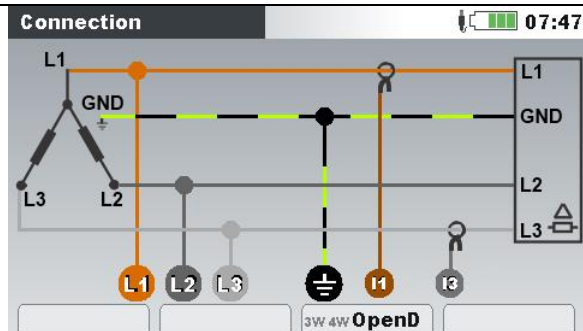 Connection 07:47
L1
L1
GND
GND
L3
L2
L2
L3
L1 L2 L3 I1 I3
3W 4W OpenD